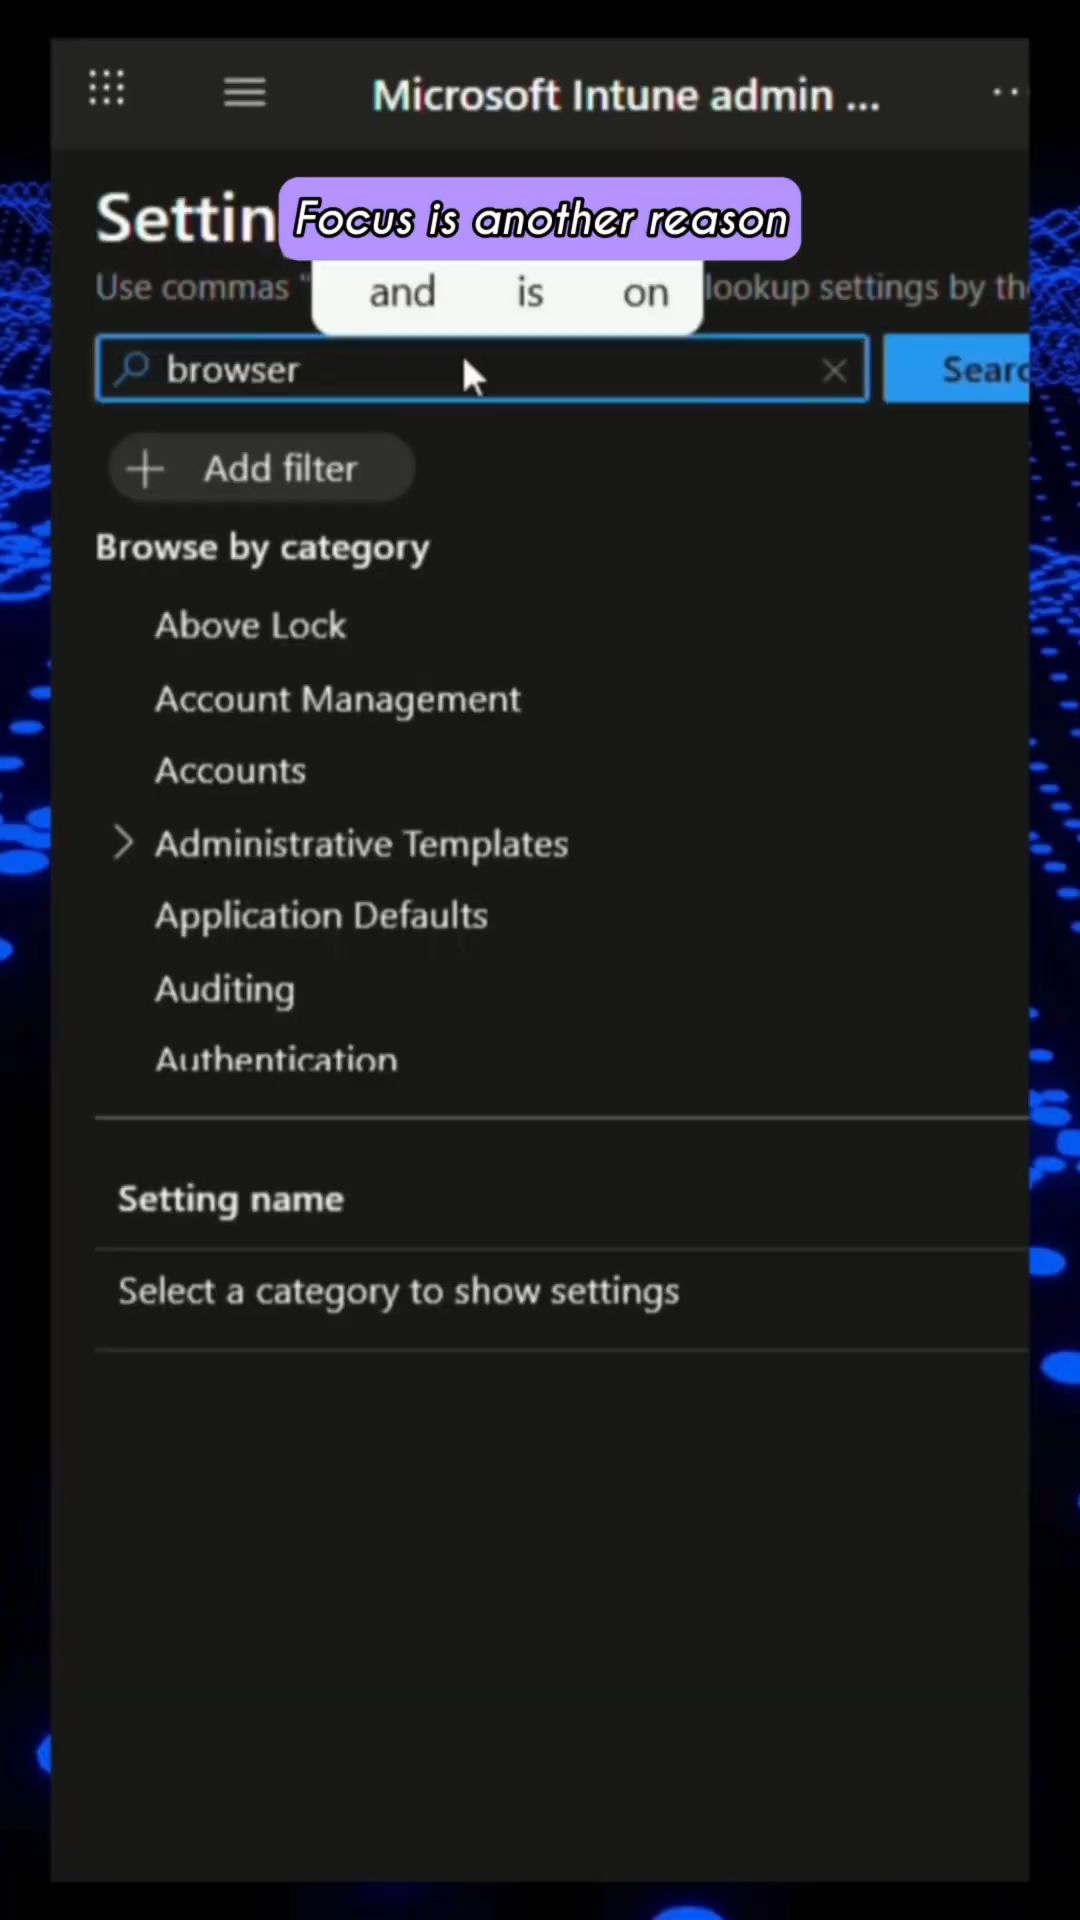 Microsoft Intune admin ...
Settin
Focus is another reason
Use commas "
and is on
lookup settings by th
browser
Searc
Add filter
Browse by category
Above Lock
Account Management
Accounts
Administrative Templates
Application Defaults
Auditing
Authentication
Setting name
Select a category to show settings